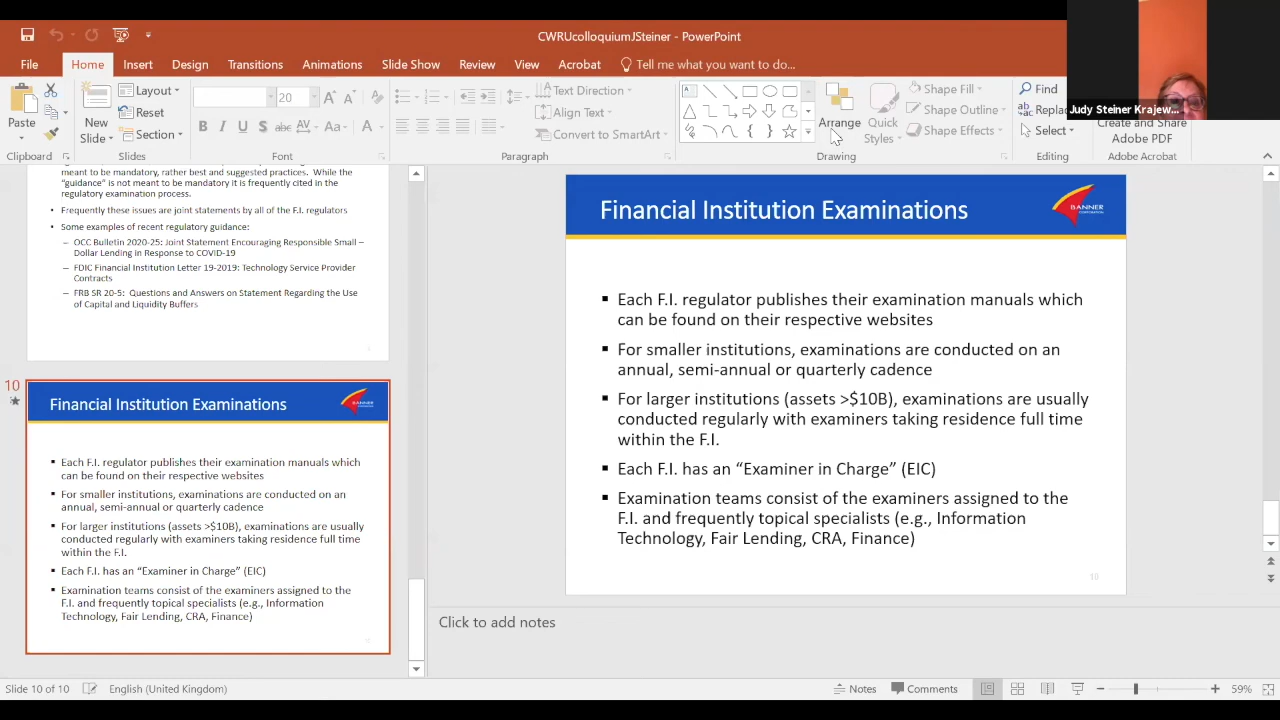 CWRUcolloquiumJSteiner - PowerPoint
File Home Insert Design Transitions Animations Slide Show Review View Acrobat Tell me what you want to do...
Judy Steiner Krajew...
Paste
New
Slide
Layout
Reset
Section
20
B I U S abc AV Aa A
Text Direction
Align Text
Convert to SmartArt
Arrange
Quick
Styles
Shape Fill
Shape Outline
Shape Effects
Find
Replac
Select
Create and Share
Adobe PDF
Clipboard Slides Font Paragraph Drawing Editing Adobe Acrobat
meant to be mandatory, rather best and suggested practices. While the
"guidance" is not meant to be mandatory it is frequently cited in the
regulatory examination process.
• Frequently these issues are joint statements by all of the F.I. regulators
• Some examples of recent regulatory guidance:
– OCC Bulletin 2020-25: Joint Statement Encouraging Responsible Small –
Dollar Lending in Response to COVID-19
– FDIC Financial Institution Letter 19-2019: Technology Service Provider
Contracts
– FRB SR 20-5: Questions and Answers on Statement Regarding the Use
of Capital and Liquidity Buffers
10
Financial Institution Examinations
▪ Each F.I. regulator publishes their examination manuals which
can be found on their respective websites
▪ For smaller institutions, examinations are conducted on an
annual, semi-annual or quarterly cadence
▪ For larger institutions (assets >$10B), examinations are usually
conducted regularly with examiners taking residence full time
within the F.I.
▪ Each F.I. has an “Examiner in Charge” (EIC)
▪ Examination teams consist of the examiners assigned to the
F.I. and frequently topical specialists (e.g., Information
Technology, Fair Lending, CRA, Finance)
Financial Institution Examinations
BANNER
CORPORATION
▪ Each F.I. regulator publishes their examination manuals which
can be found on their respective websites
▪ For smaller institutions, examinations are conducted on an
annual, semi-annual or quarterly cadence
▪ For larger institutions (assets >$10B), examinations are usually
conducted regularly with examiners taking residence full time
within the F.I.
▪ Each F.I. has an “Examiner in Charge” (EIC)
▪ Examination teams consist of the examiners assigned to the
F.I. and frequently topical specialists (e.g., Information
Technology, Fair Lending, CRA, Finance)
10
Click to add notes
Slide 10 of 10 English (United Kingdom) Notes Comments 59%